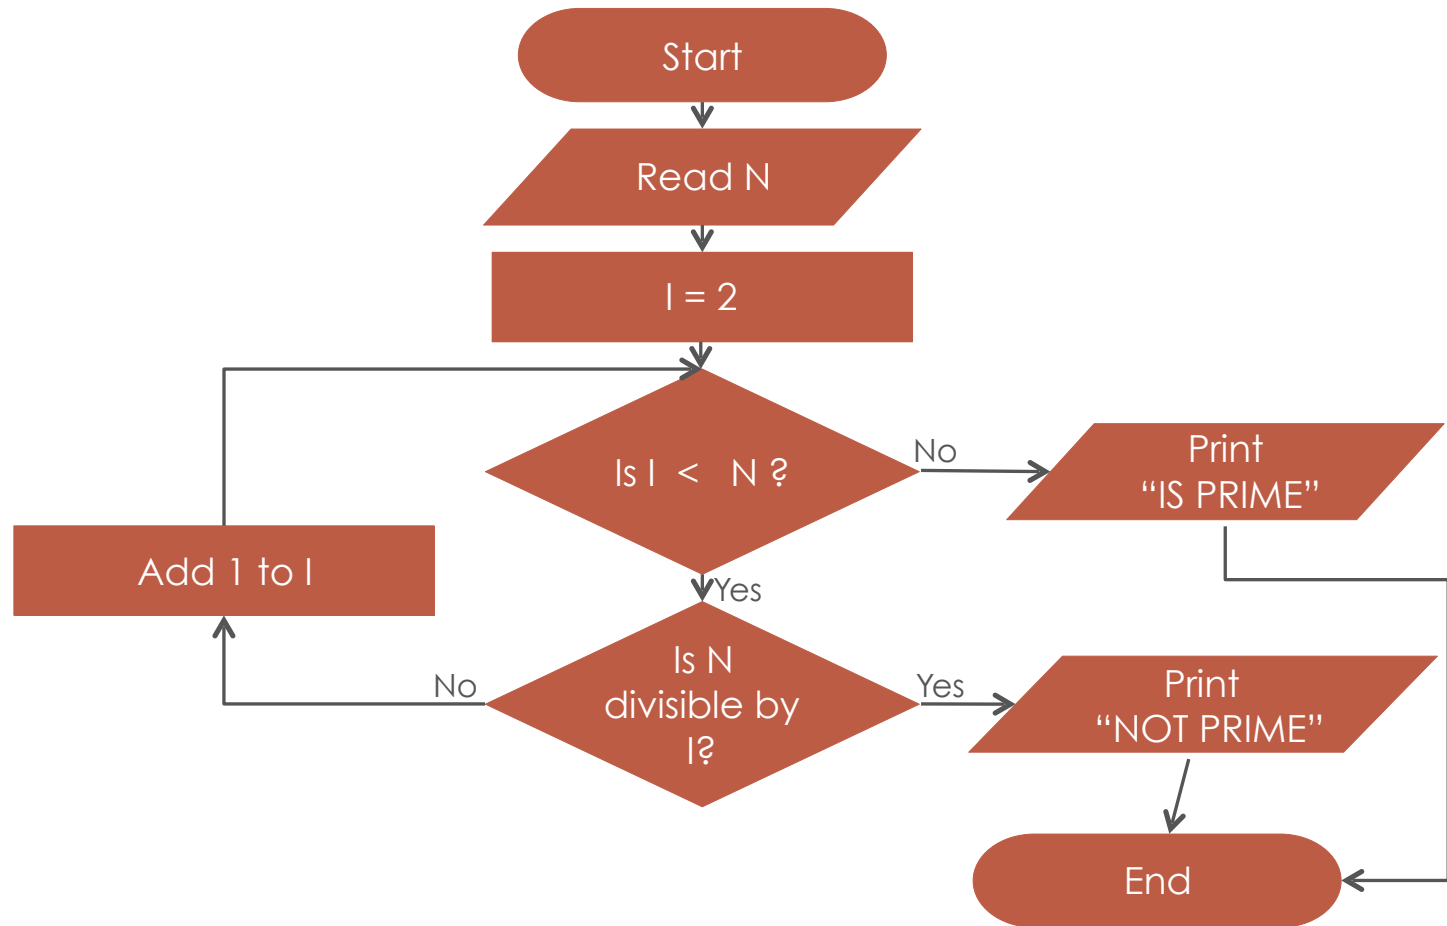 Start
Read N
I = 2
Is I < N ?
No
Print
“IS PRIME”
Add 1 to I
Yes
Is N
divisible by
I?
No
Yes
Print
“NOT PRIME”
End